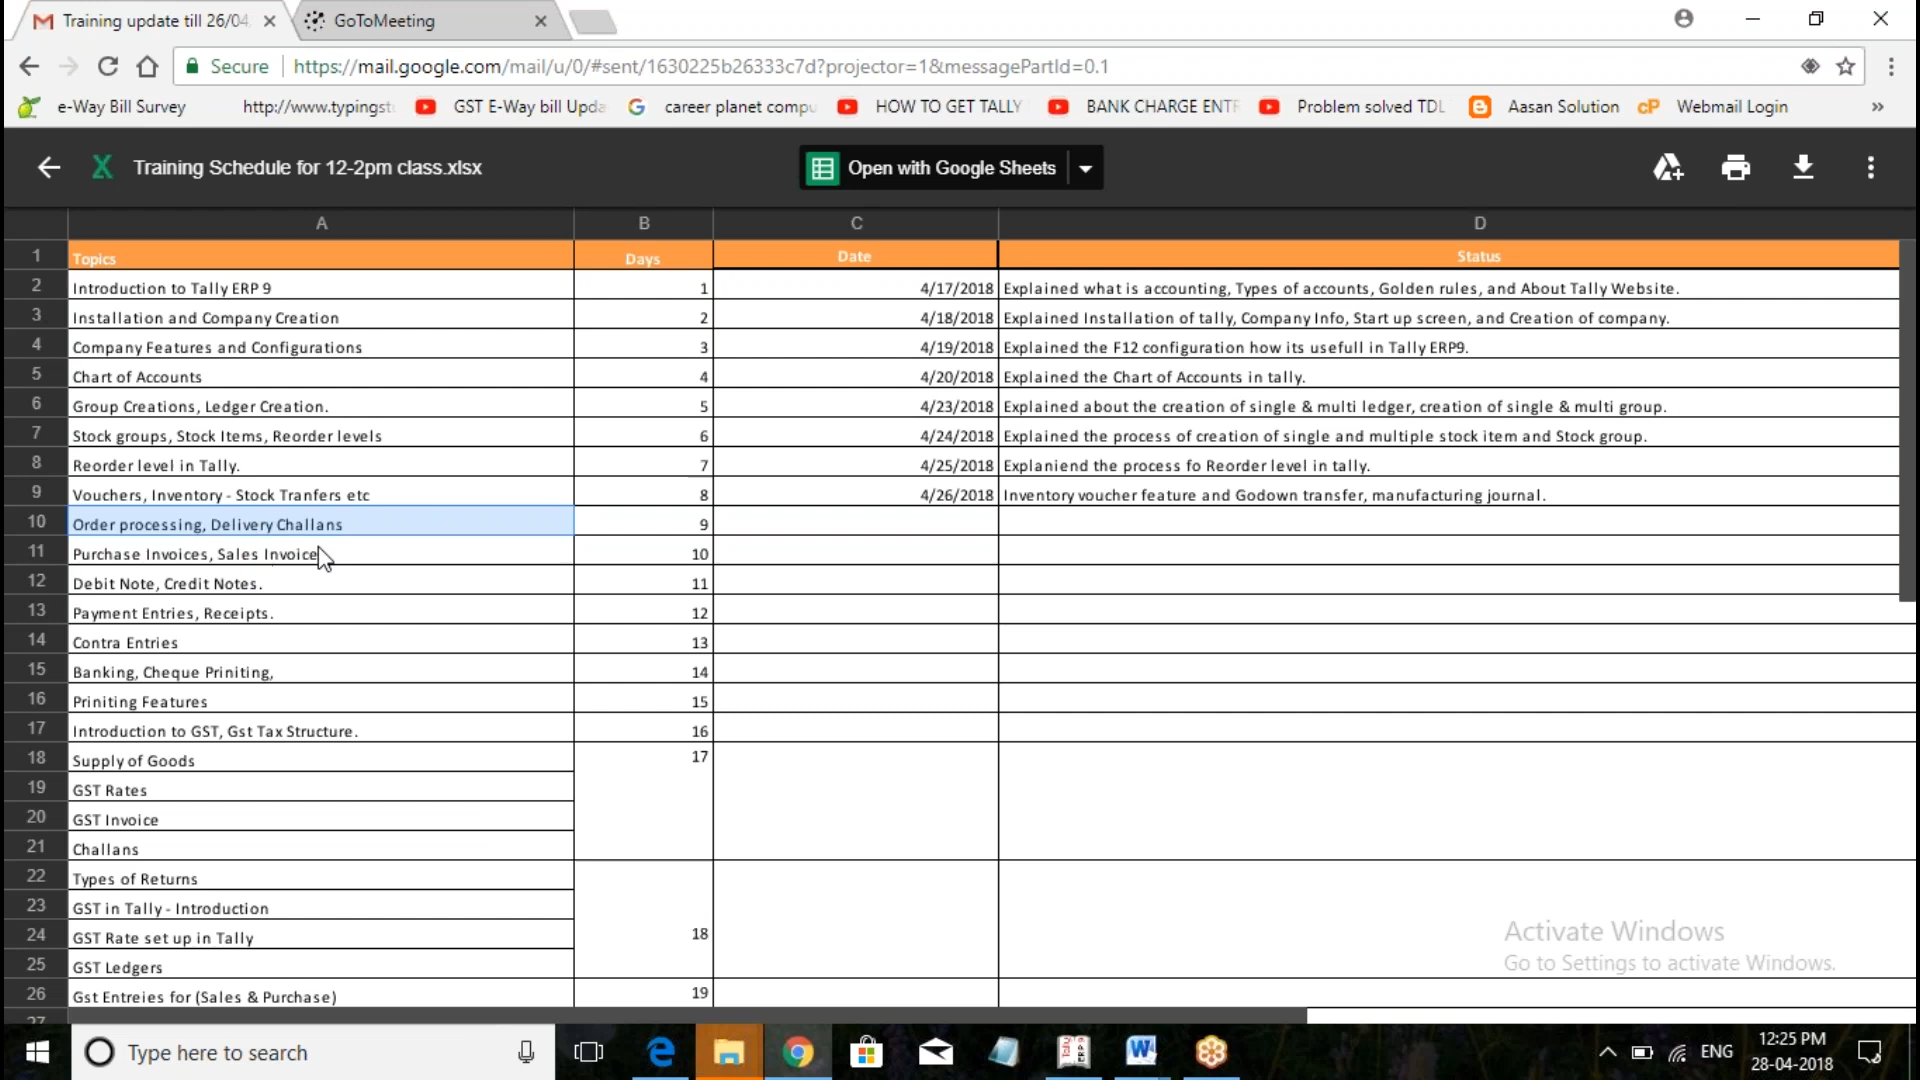 Training update till 26/04
GoToMeeting
Secure https://mail.google.com/mail/u/0/#sent/1630225b26333c7d?projector=1&messagePartId=0.1
e-Way Bill Survey http://www.typingst GST E-Way bill Upda career planet compu HOW TO GET TALLY BANK CHARGE ENTR Problem solved TDL Aasan Solution cP Webmail Login »
X Training Schedule for 12-2pm class.xlsx Open with Google Sheets
A B C D
1 Topics Days Date Status
2 Introduction to Tally ERP 9 1 4/17/2018 Explained what is accounting, Types of accounts, Golden rules, and About Tally Website.
3 Installation and Company Creation 2 4/18/2018 Explained Installation of tally, Company Info, Start up screen, and Creation of company.
4 Company Features and Configurations 3 4/19/2018 Explained the F12 configuration how its usefull in Tally ERP9.
5 Chart of Accounts 4 4/20/2018 Explained the Chart of Accounts in tally.
6 Group Creations, Ledger Creation. 5 4/23/2018 Explained about the creation of single & multi ledger, creation of single & multi group.
7 Stock groups, Stock Items, Reorder levels 6 4/24/2018 Explained the process of creation of single and multiple stock item and Stock group.
8 Reorder level in Tally. 7 4/25/2018 Explaniend the process fo Reorder level in tally.
9 Vouchers, Inventory - Stock Tranfers etc 8 4/26/2018 Inventory voucher feature and Godown transfer, manufacturing journal.
10 Order processing, Delivery Challans 9
11 Purchase Invoices, Sales Invoice 10
12 Debit Note, Credit Notes. 11
13 Payment Entries, Receipts. 12
14 Contra Entries 13
15 Banking, Cheque Priniting, 14
16 Priniting Features 15
17 Introduction to GST, Gst Tax Structure. 16
18 Supply of Goods 17
19 GST Rates
20 GST Invoice
21 Challans
22 Types of Returns
23 GST in Tally - Introduction
24 GST Rate set up in Tally 18
25 GST Ledgers
26 Gst Entreies for (Sales & Purchase) 19
27
Activate Windows
Go to Settings to activate Windows.
Type here to search
ENG
12:25 PM
28-04-2018